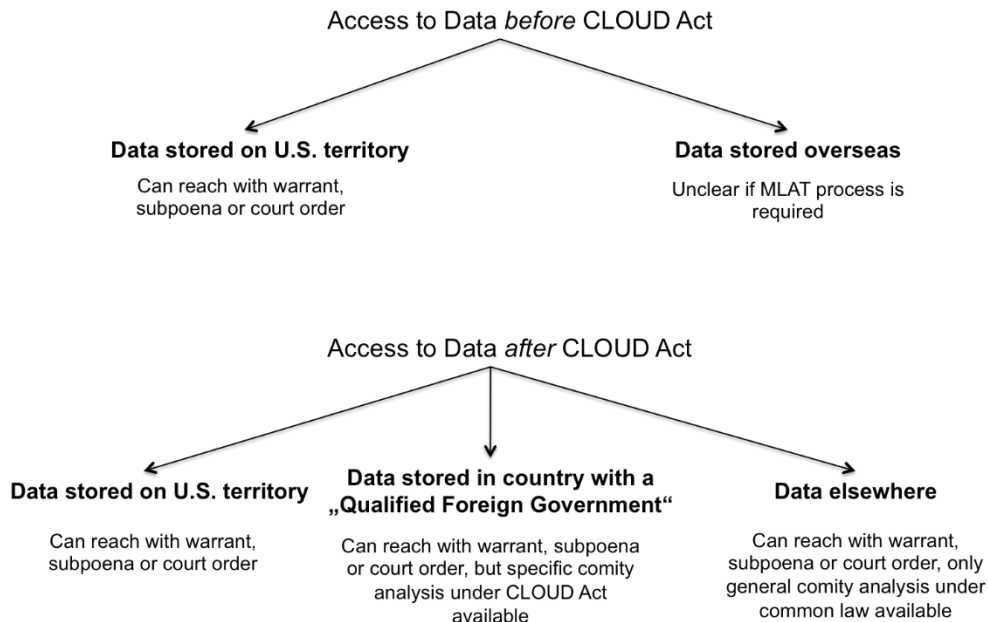 Access to Data before CLOUD Act
Data stored on U.S. territory
Can reach with warrant,
subpoena or court order
Data stored overseas
Unclear if MLAT process is
required
Access to Data after CLOUD Act
Data stored on U.S. territory
Can reach with warrant,
subpoena or court order
Data stored in country with a
„Qualified Foreign Government“
Can reach with warrant, subpoena
or court order, but specific comity
analysis under CLOUD Act
available
Data elsewhere
Can reach with warrant,
subpoena or court order, only
general comity analysis under
common law available